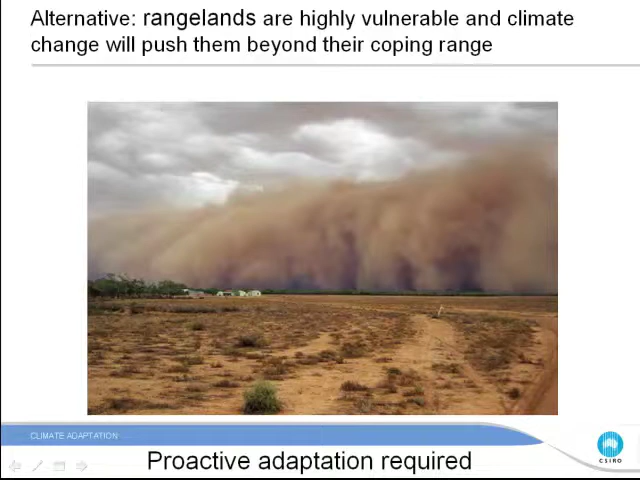 Alternative: rangelands are highly vulnerable and climate
change will push them beyond their coping range
CLIMATE ADAPTATION
CSIRO
Proactive adaptation required